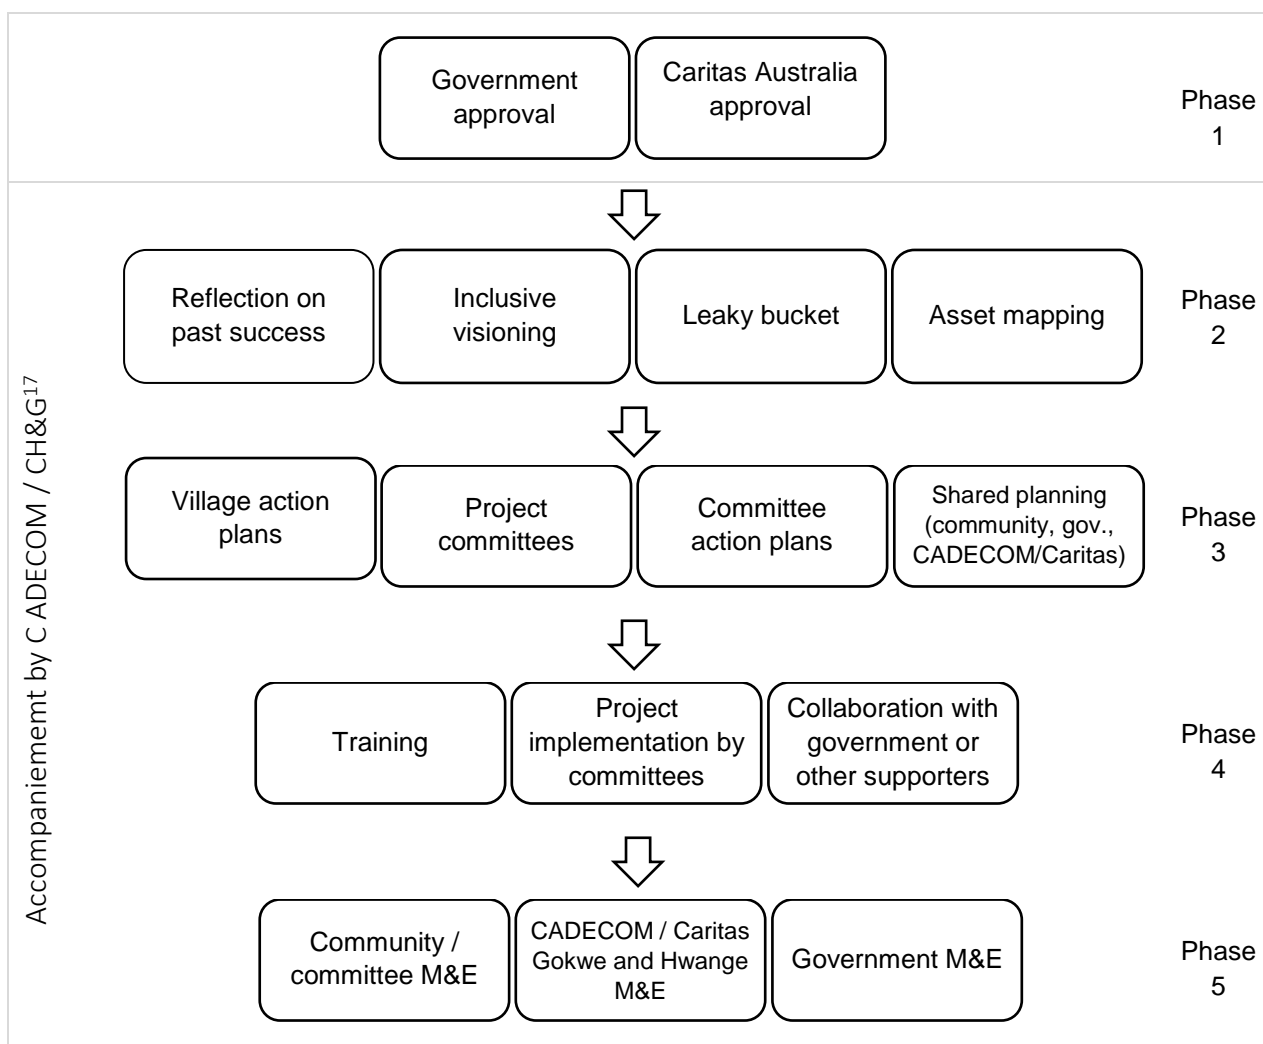 Government
approval
Caritas Australia
approval
Phase
1
Reflection on
past success
Inclusive
visioning
Leaky bucket
Asset mapping
Phase
2
Village action
plans
Project
committees
Committee
action plans
Shared planning
(community, gov.,
CADECOM/Caritas)
Phase
3
Training
Project
implementation by
committees
Collaboration with
government or
other supporters
Phase
4
Community /
committee M&E
CADECOM / Caritas
Gokwe and Hwange
M&E
Government M&E
Phase
5
Accompaniememt by C ADECOM / CH&G17